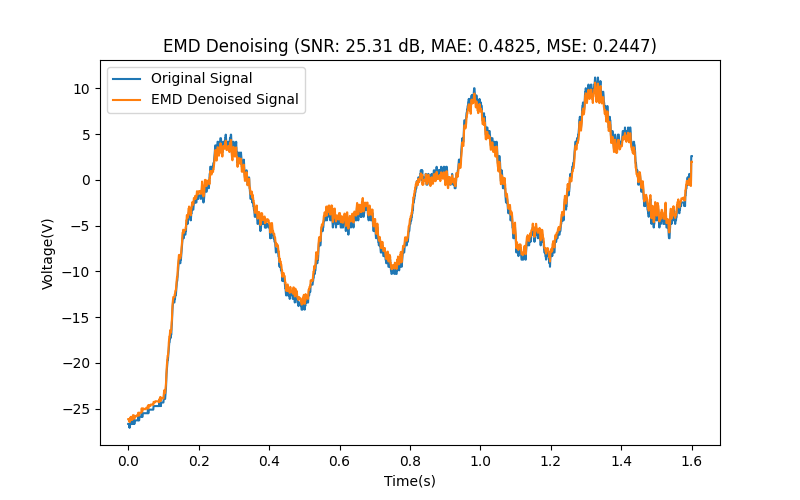 EMD Denoising (SNR: 25.31 dB, MAE: 0.4825, MSE: 0.2447)
Original Signal
EMD Denoised Signal
10
5
0
−5
−10
−15
−20
−25
Voltage(V)
0.0 0.2 0.4 0.6 0.8 1.0 1.2 1.4 1.6
Time(s)